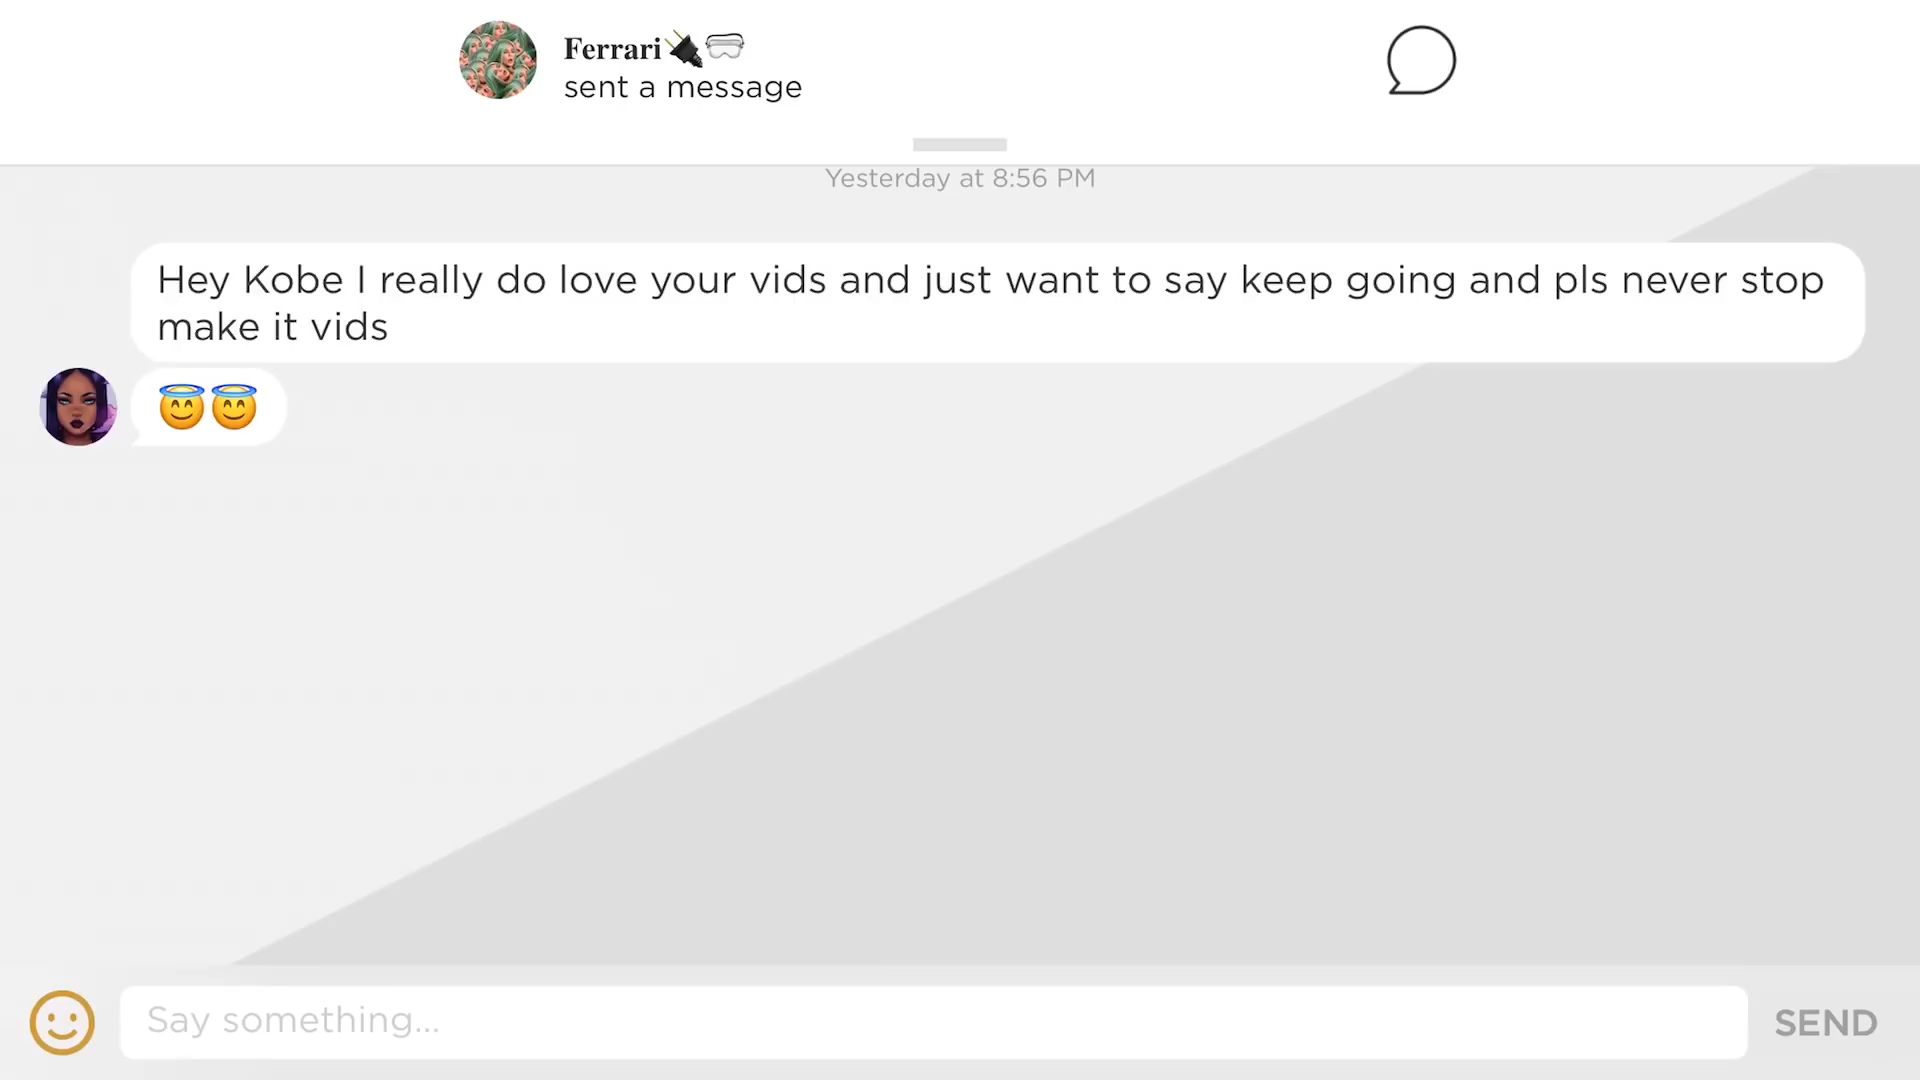 Ferrari🔌🥽
sent a message
Yesterday at 8:56 PM
Hey Kobe I really do love your vids and just want to say keep going and pls never stop
make it vids
😇😇
Say something...
SEND